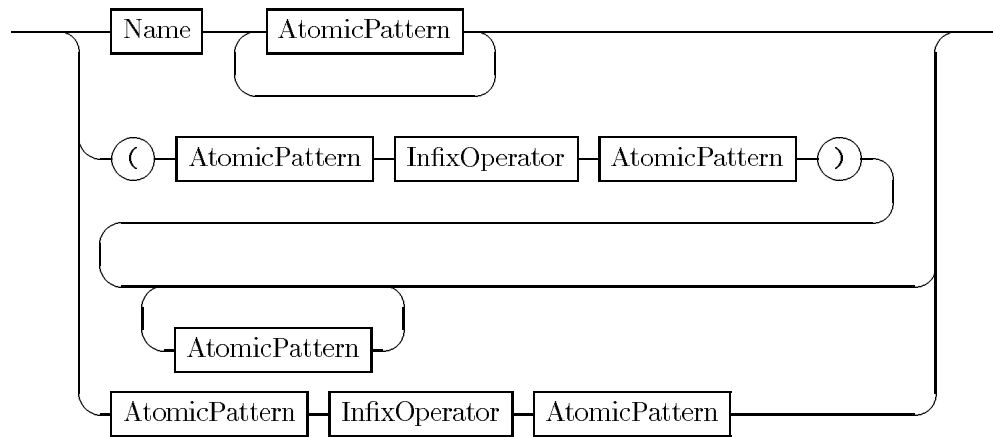 Name AtomicPattern
( AtomicPattern InfixOperator AtomicPattern )
AtomicPattern
AtomicPattern InfixOperator AtomicPattern